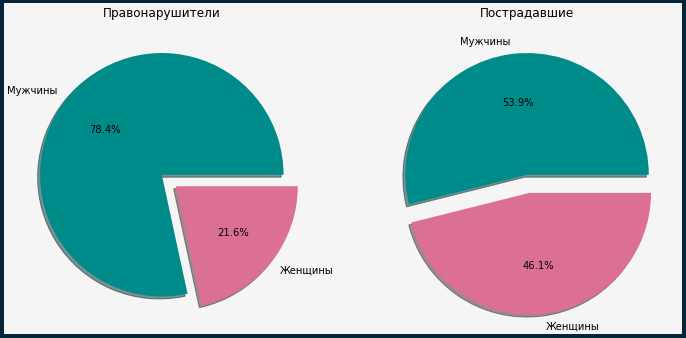 Правонарушители
Мужчины
78.4%
21.6%
Женщины
Пострадавшие
Мужчины
53.9%
46.1%
Женщины